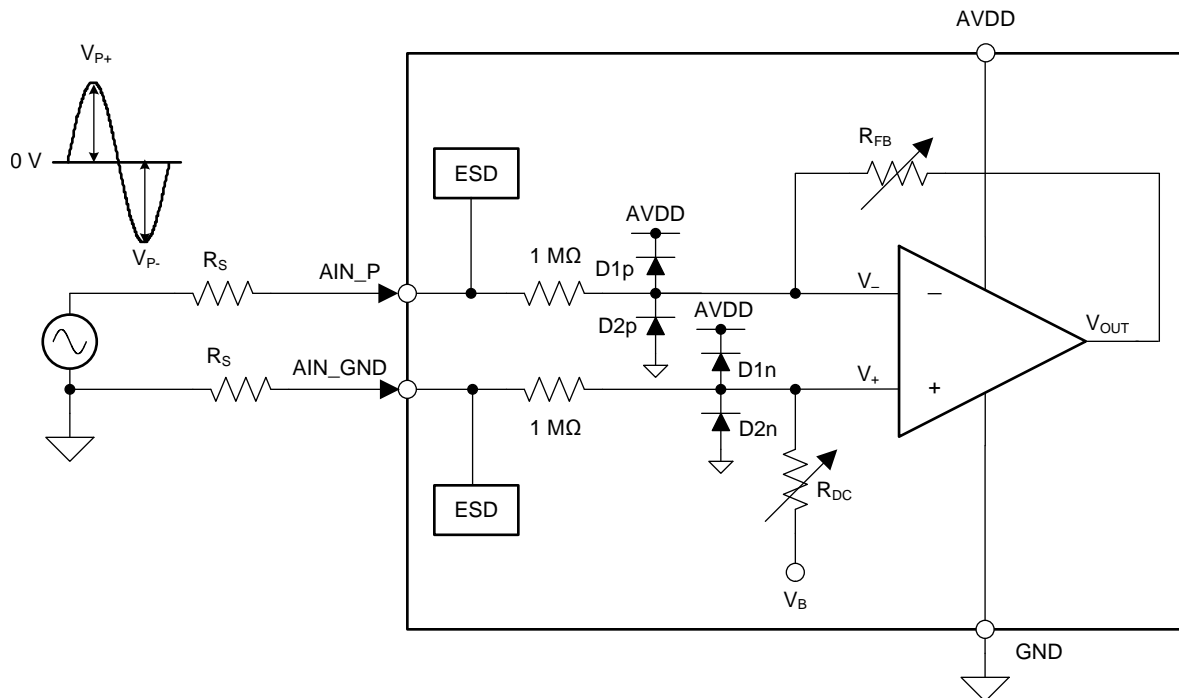 AVDD
V_P+
0 V
V_P-
R_FB
ESD
AVDD
1 MΩ
D1p
R_S
AIN_P
V_–
–
D2p
AVDD
V_OUT
R_S
AIN_GND
D1n
V_+
+
1 MΩ
D2n
R_DC
ESD
V_B
GND